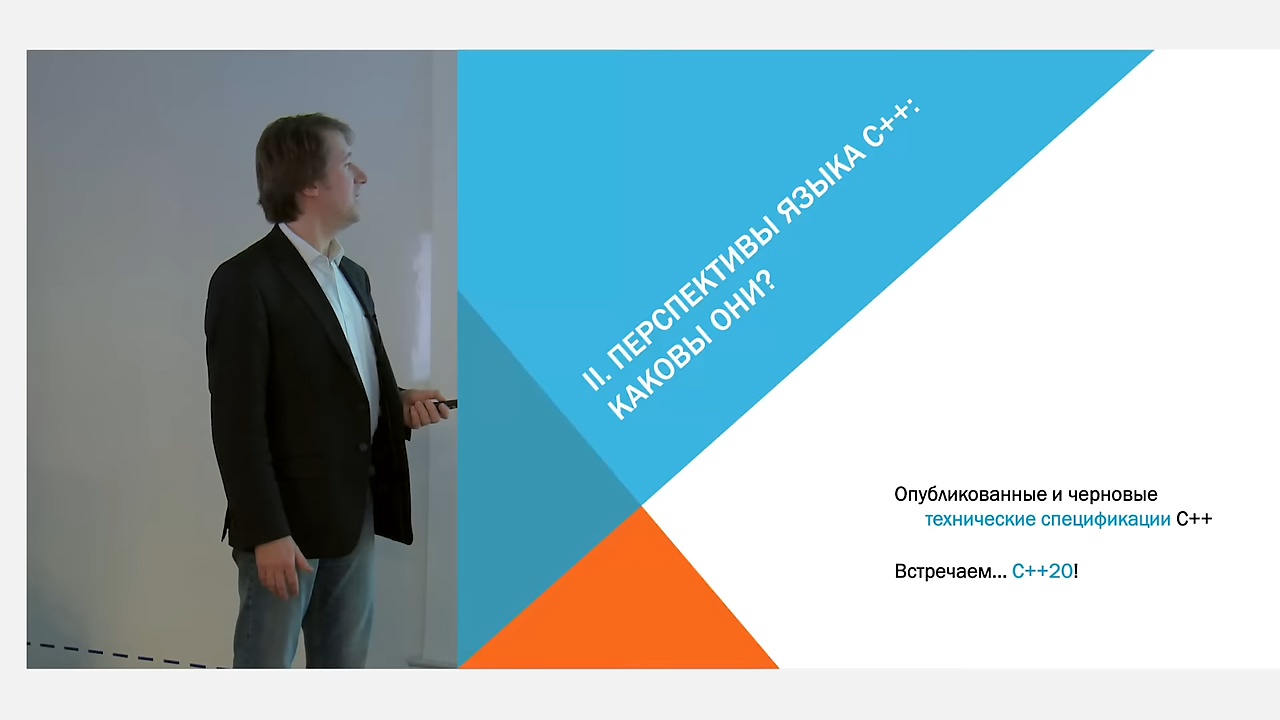 II. ПЕРСПЕКТИВЫ ЯЗЫКА C++:
КАКОВЫ ОНИ?
Опубликованные и черновые
технические спецификации C++
Встречаем... C++20!